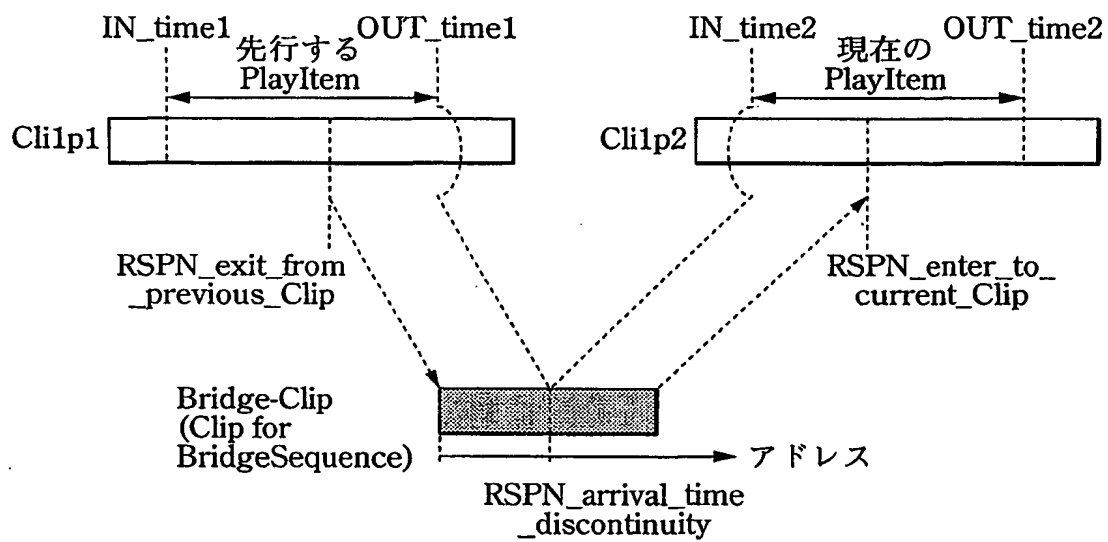 IN_time1
先行する
PlayItem
OUT_time1
IN_time2
現在の
PlayItem
OUT_time2
Cli1p1
Cli1p2
RSPN_exit_from
_previous_Clip
RSPN_enter_to_
current_Clip
Bridge-Clip
(Clip for
BridgeSequence)
アドレス
RSPN_arrival_time
_discontinuity